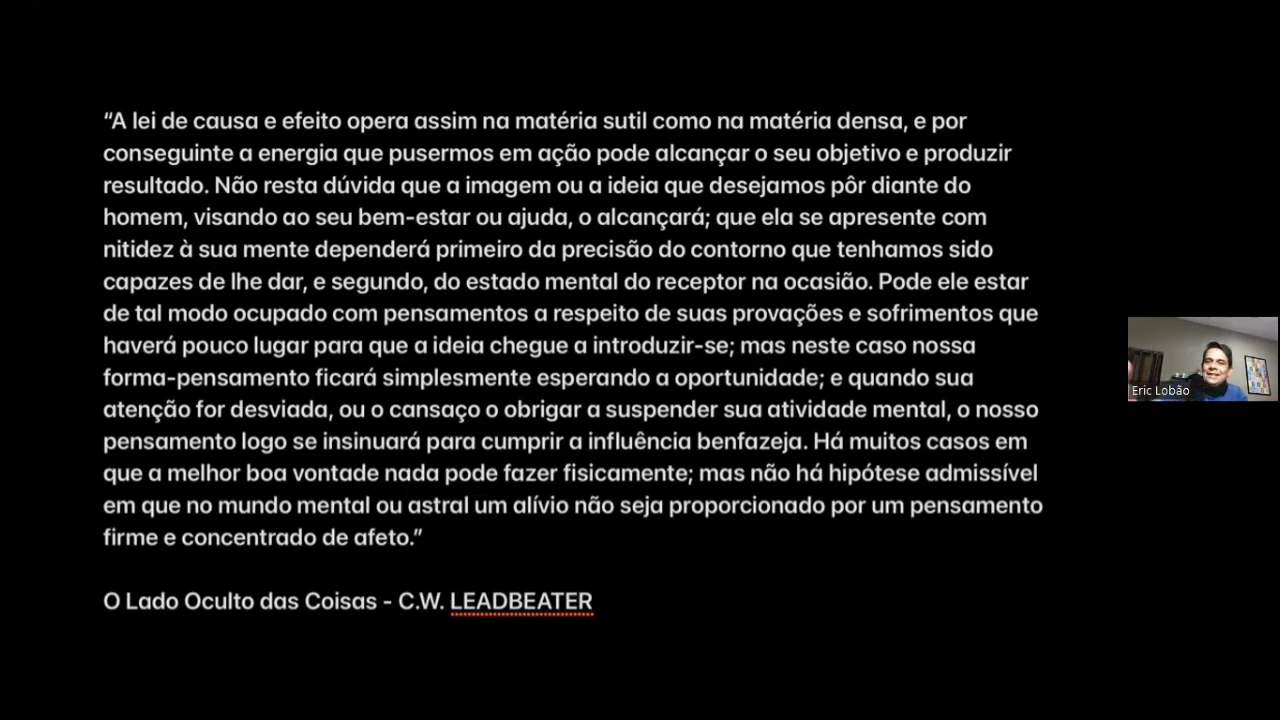 “A lei de causa e efeito opera assim na matéria sutil como na matéria densa, e por
conseguinte a energia que pusermos em ação pode alcançar o seu objetivo e produzir
resultado. Não resta dúvida que a imagem ou a ideia que desejamos pôr diante do
homem, visando ao seu bem-estar ou ajuda, o alcançará; que ela se apresente com
nitidez à sua mente dependerá primeiro da precisão do contorno que tenhamos sido
capazes de lhe dar, e segundo, do estado mental do receptor na ocasião. Pode ele estar
de tal modo ocupado com pensamentos a respeito de suas provações e sofrimentos que
haverá pouco lugar para que a ideia chegue a introduzir-se; mas neste caso nossa
forma-pensamento ficará simplesmente esperando a oportunidade; e quando sua
atenção for desviada, ou o cansaço o obrigar a suspender sua atividade mental, o nosso
pensamento logo se insinuará para cumprir a influência benfazeja. Há muitos casos em
que a melhor boa vontade nada pode fazer fisicamente; mas não há hipótese admissível
em que no mundo mental ou astral um alívio não seja proporcionado por um pensamento
firme e concentrado de afeto.”
O Lado Oculto das Coisas - C.W. LEADBEATER
Eric Lobão